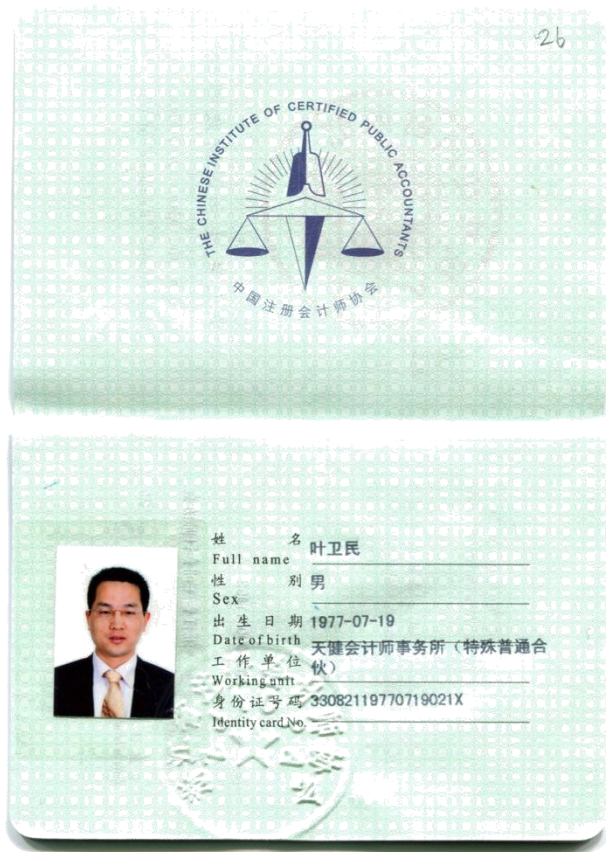 26
THE CHINESE INSTITUTE OF CERTIFIED PUBLIC ACCOUNTANTS
中国注册会计师协会
姓名 叶卫民
Full name
性别 男
Sex
出生日期 1977-07-19
Date of birth
工作单位 天健会计师事务所（特殊普通合
伙）
Working unit
身份证号码 33082119770719021X
Identity card No.